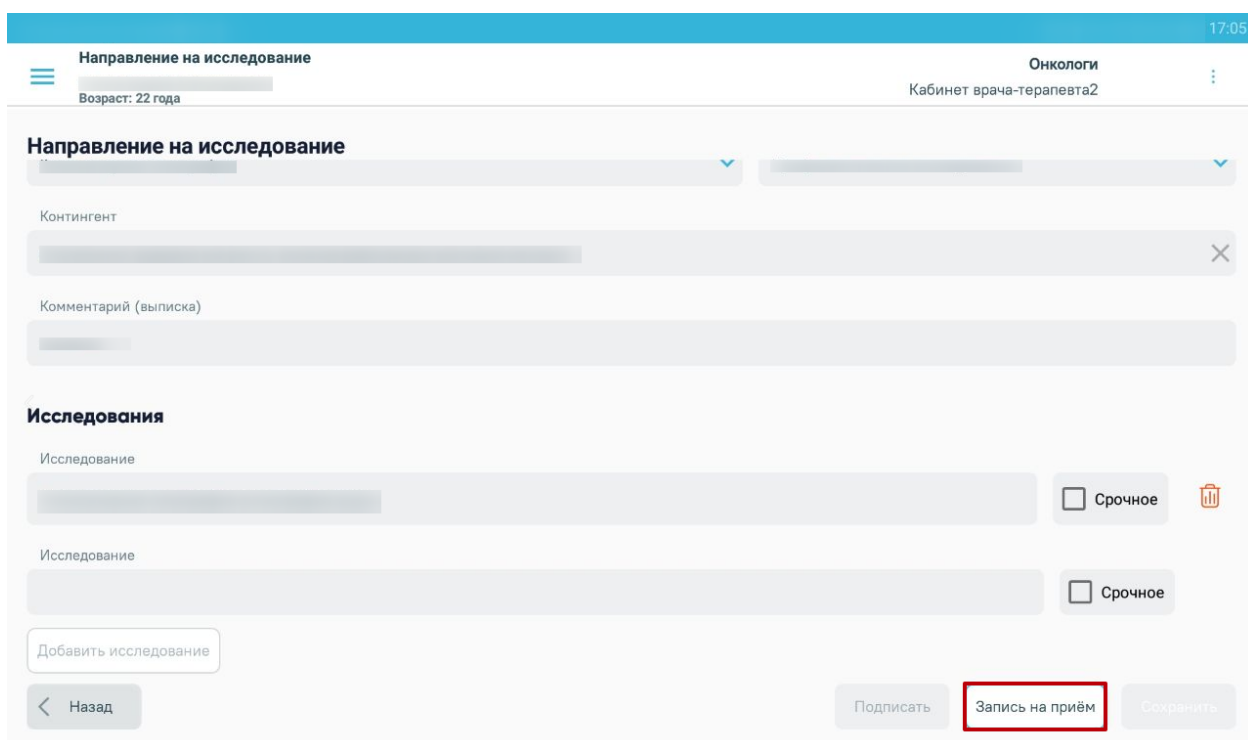 17:05
Направление на исследование
Возраст: 22 года
Онкологи
Кабинет врача-терапевта2
Направление на исследование
Контингент
Комментарий (выписка)
Исследования
Исследование
Срочное
Исследование
Срочное
Добавить исследование
Назад
Подписать
Запись на приём
Сохранить